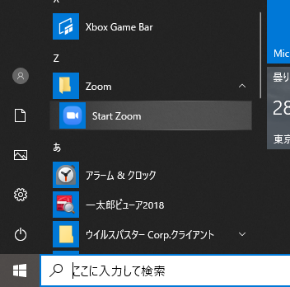 Xbox Game Bar
Z
Zoom
Start Zoom
あ
アラーム & クロック
一太郎ビューア2018
ウイルスバスター Corp.クライアント
ここに入力して検索
Mic
曇り
28
東京